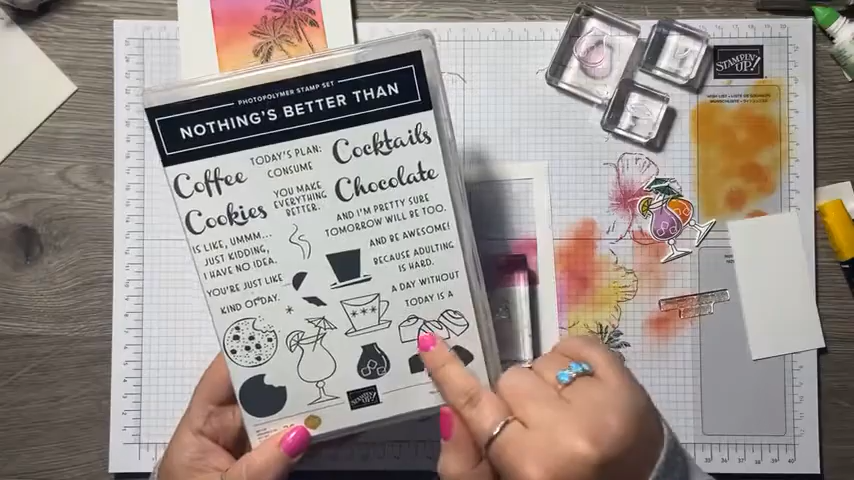 PHOTOPOLYMER STAMP SET
NOTHING'S BETTER THAN
Coffee
TODAY'S PLAN:
CONSUME
Cocktails
Cookies
YOU MAKE
EVERYTHING
BETTER.
Chocolate
IS LIKE, UMMM...
JUST KIDDING,
I HAVE NO IDEA.
AND I'M PRETTY SURE
TOMORROW WILL BE TOO.
YOU'RE JUST LIKE
KIND OF DAY.
AND BE AWESOME!
BECAUSE ADULTING
IS HARD.
A DAY WITHOUT
TODAY IS A
STAMPIN' UP!
STAMPIN' UP!